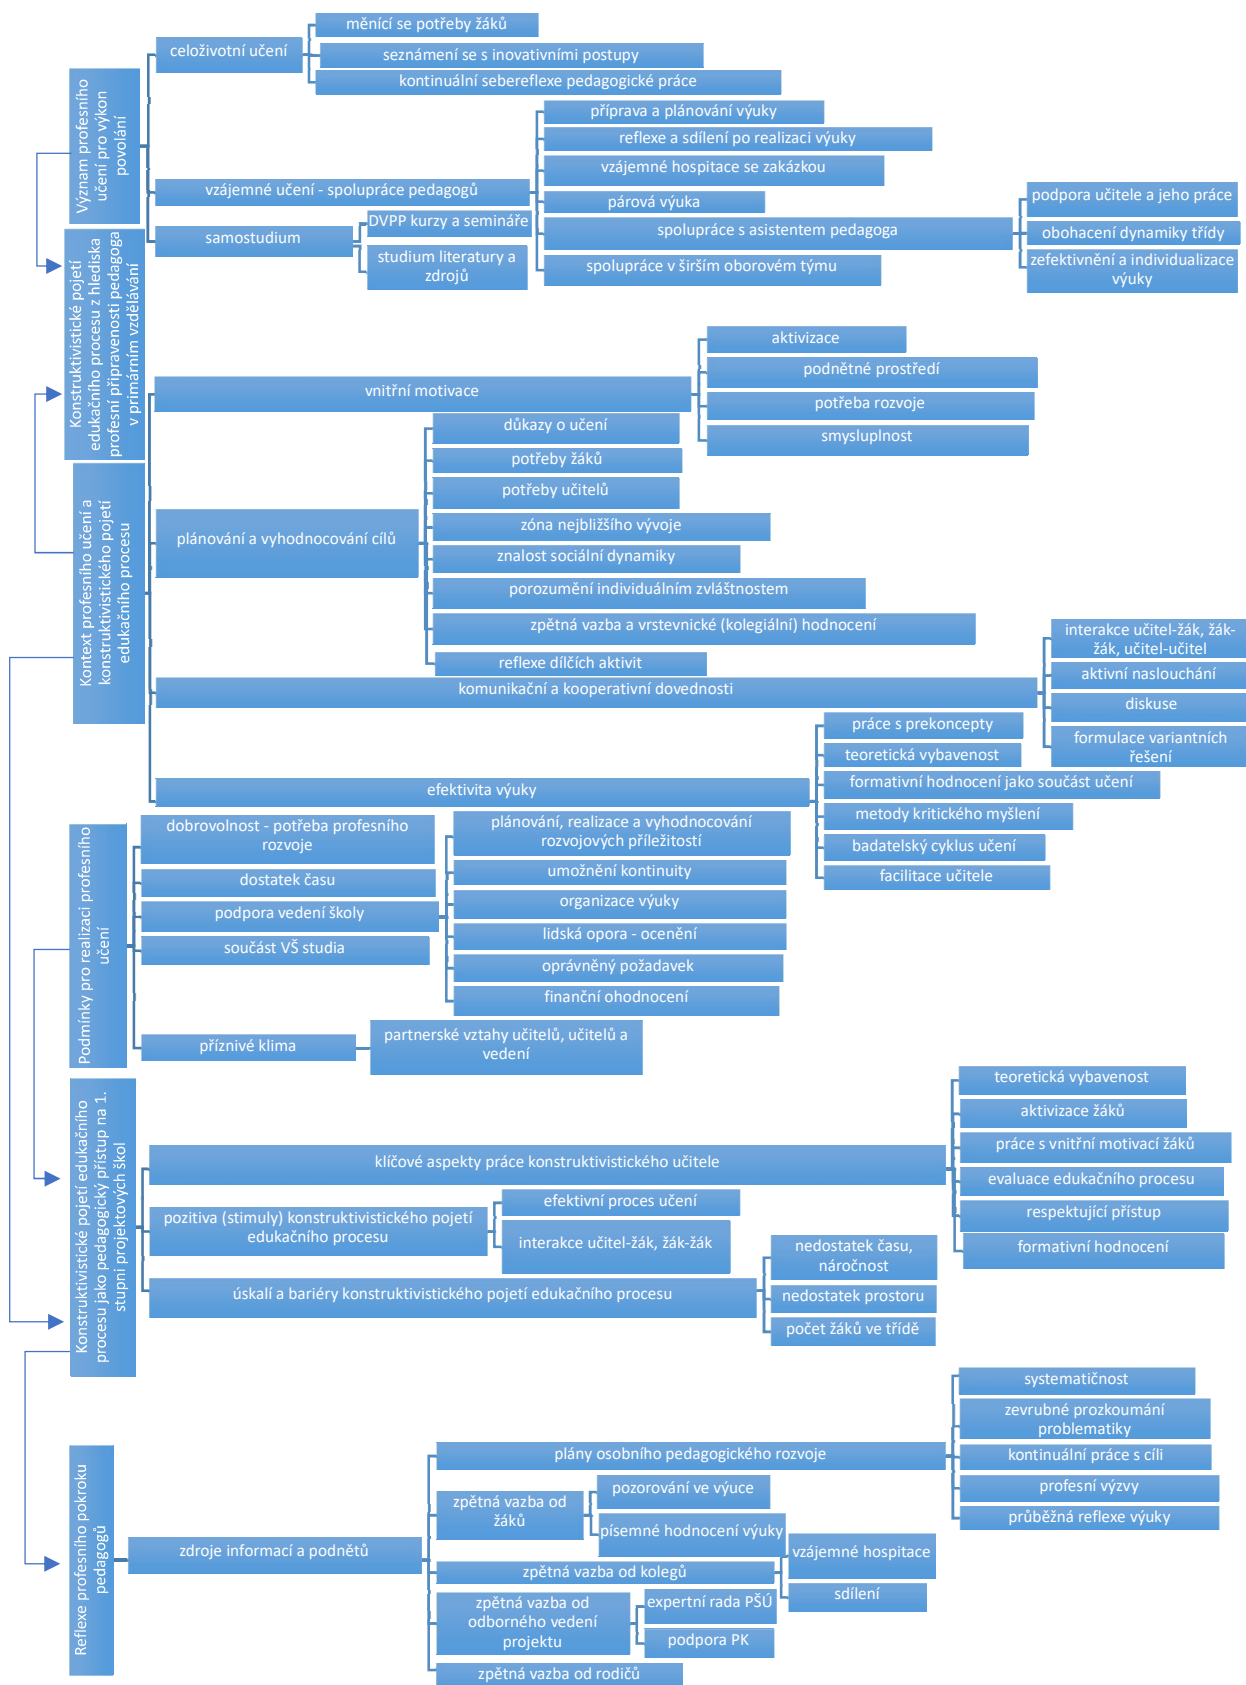 Význam profesního
učení pro výkon
povolání
celoživotní učení
měnící se potřeby žáků
seznámení se s inovativními postupy
kontinuální sebereflexe pedagogické práce
vzájemné učení - spolupráce pedagogů
příprava a plánování výuky
reflexe a sdílení po realizaci výuky
vzájemné hospitace se zakázkou
párová výuka
spolupráce s asistentem pedagoga
podpora učitele a jeho práce
obohacení dynamiky třídy
zefektivnění a individualizace
výuky
spolupráce v širším oborovém týmu
samostudium
DVPP kurzy a semináře
studium literatury a
zdrojů
Konstruktivistické pojetí
edukačního procesu z hlediska
profesní připravenosti pedagoga
v primárním vzdělávání
Kontext profesního učení a
konstruktivistického pojetí
edukačního procesu
vnitřní motivace
aktivizace
podnětné prostředí
potřeba rozvoje
smysluplnost
plánování a vyhodnocování cílů
důkazy o učení
potřeby žáků
potřeby učitelů
zóna nejbližšího vývoje
znalost sociální dynamiky
porozumění individuálním zvláštnostem
zpětná vazba a vrstevnické (kolegiální) hodnocení
reflexe dílčích aktivit
komunikační a kooperativní dovednosti
interakce učitel-žák, žák-
žák, učitel-učitel
aktivní naslouchání
diskuse
formulace variantních
řešení
efektivita výuky
práce s prekoncepty
teoretická vybavenost
formativní hodnocení jako součást učení
metody kritického myšlení
badatelský cyklus učení
facilitace učitele
Podmínky pro realizaci profesního
učení
dobrovolnost - potřeba profesního
rozvoje
dostatek času
podpora vedení školy
plánování, realizace a vyhodnocování
rozvojových příležitostí
umožnění kontinuity
organizace výuky
lidská opora - ocenění
oprávněný požadavek
finanční ohodnocení
součást VŠ studia
příznivé klima
partnerské vztahy učitelů, učitelů a
vedení
Konstruktivistické pojetí edukačního
procesu jako pedagogický přístup na 1.
stupni projektových škol
klíčové aspekty práce konstruktivistického učitele
teoretická vybavenost
aktivizace žáků
práce s vnitřní motivací žáků
evaluace edukačního procesu
respektující přístup
formativní hodnocení
pozitiva (stimuly) konstruktivistického pojetí
edukačního procesu
efektivní proces učení
interakce učitel-žák, žák-žák
úskalí a bariéry konstruktivistického pojetí edukačního procesu
nedostatek času,
náročnost
nedostatek prostoru
počet žáků ve třídě
Reflexe profesního pokroku
pedagogů
zdroje informací a podnětů
plány osobního pedagogického rozvoje
systematičnost
zevrubné prozkoumání
problematiky
kontinuální práce s cíli
profesní výzvy
průběžná reflexe výuky
zpětná vazba od
žáků
pozorování ve výuce
písemné hodnocení výuky
zpětná vazba od kolegů
vzájemné hospitace
sdílení
zpětná vazba od
odborného vedení
projektu
expertní rada PŠÚ
podpora PK
zpětná vazba od rodičů